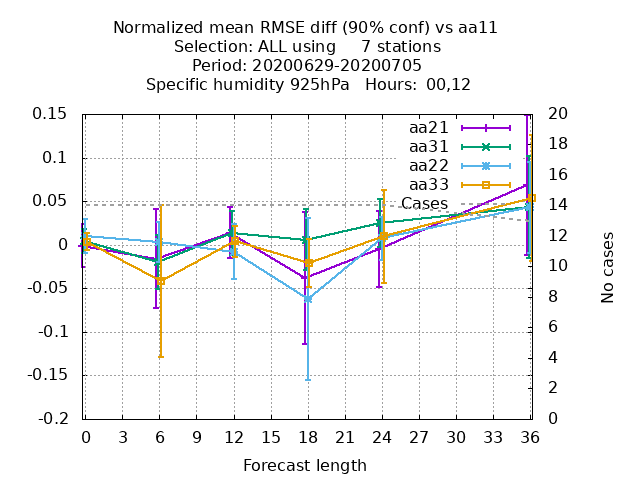 Normalized mean RMSE diff (90% conf) vs aa11
Selection: ALL using     7 stations
Period: 20200629-20200705
Specific humidity 925hPa   Hours:  00,12
aa21
aa31
aa22
aa33
Cases
0.15
0.1
0.05
0
-0.05
-0.1
-0.15
-0.2
20
18
16
14
12
10
8
6
4
2
0
No cases
0 3 6 9 12 15 18 21 24 27 30 33 36
Forecast length